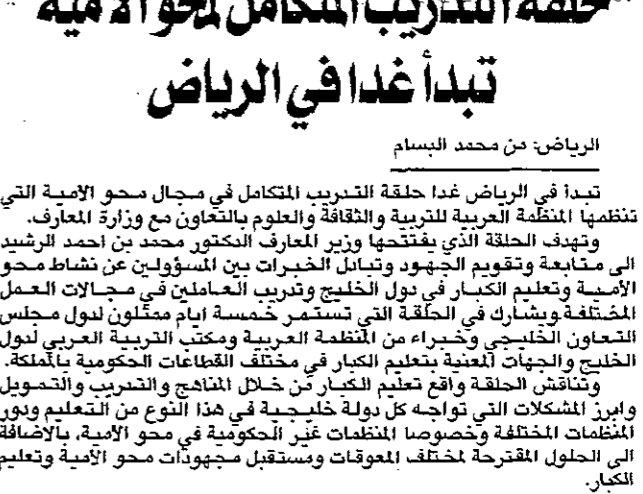 حلقة التدريب المتكامل لمحو الأمية
تبدأ غدا في الرياض
الرياض: من محمد البسام
تبدأ في الرياض غدا حلقة التدريب المتكامل في مجال محو الأمية التي
تنظمها المنظمة العربية للتربية والثقافة والعلوم بالتعاون مع وزارة المعارف.
وتهدف الحلقة الذي يفتتحها وزير المعارف الدكتور محمد بن احمد الرشيد
الى متابعة وتقويم الجهود وتبادل الخبرات بين المسؤولين عن نشاط محو
الأمية وتعليم الكبار في دول الخليج وتدريب العاملين في مجالات العمل
المختلفة ويشارك في الحلقة التي تستمر خمسة ايام ممثلون لدول مجلس
التعاون الخليجي وخبراء من المنظمة العربية ومكتب التربية العربي لدول
الخليج والجهات المعنية بتعليم الكبار في مختلف القطاعات الحكومية بالمملكة.
وتناقش الحلقة واقع تعليم الكبار من خلال المناهج والتدريب والتمويل
وابرز المشكلات التي تواجه كل دولة خليجية في هذا النوع من التعليم ودور
المنظمات المختلفة وخصوصا المنظمات غير الحكومية في محو الأمية، بالاضافة
الى الحلول المقترحة لمختلف المعوقات ومستقبل مجهودات محو الأمية وتعليم
الكبار.